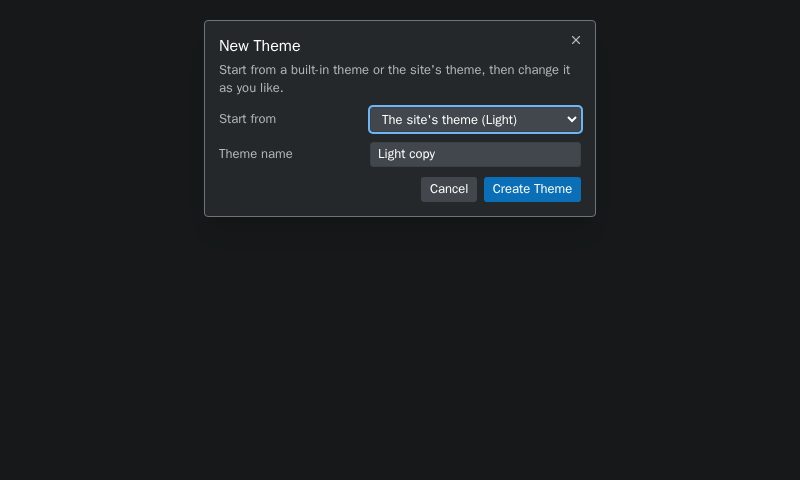 New Theme
×
Start from a built-in theme or the site's theme, then change it
as you like.
Start from
The site's theme (Light)
Theme name
Light copy
Cancel
Create Theme